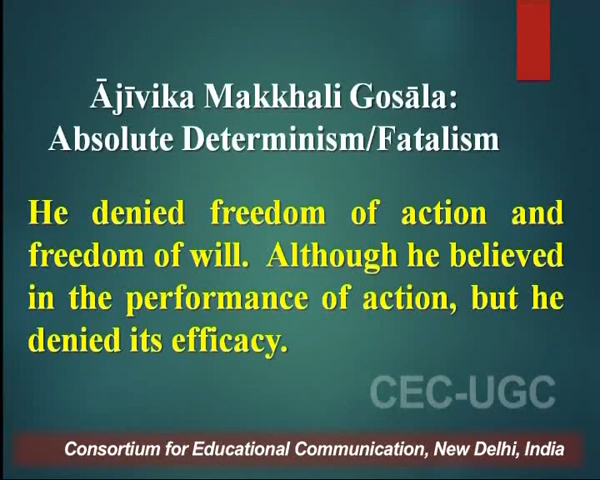 Ājīvika Makkhali Gosāla:
Absolute Determinism/Fatalism
He denied freedom of action and
freedom of will. Although he believed
in the performance of action, but he
denied its efficacy.
CEC-UGC
Consortium for Educational Communication, New Delhi, India